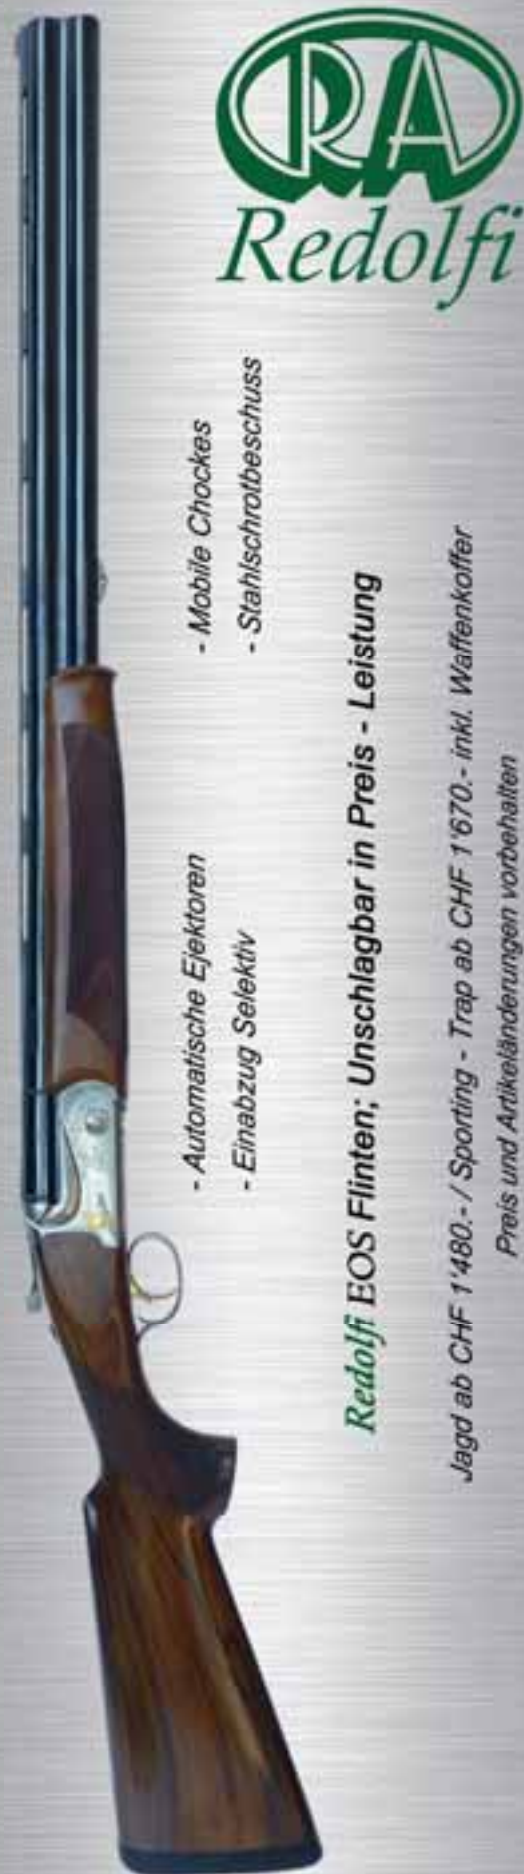 RA
Redolfi
- Automatische Ejektoren
- Einabzug Selektiv
- Mobile Chockes
- Stahlschrotbeschuss
Redolfi EOS Flinten; Unschlagbar in Preis - Leistung
Jagd ab CHF 1'480.- / Sporting - Trap ab CHF 1'670.- inkl. Waffenkoffer
Preis und Artikeländerungen vorbehalten